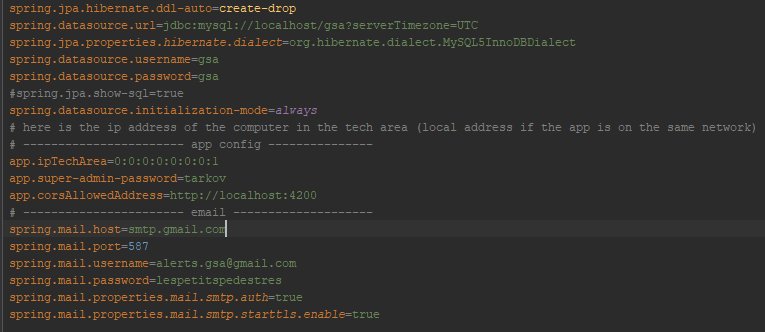 spring.jpa.hibernate.ddl-auto=create-drop
spring.datasource.url=jdbc:mysql://localhost/gsa?serverTimezone=UTC
spring.jpa.properties.hibernate.dialect=org.hibernate.dialect.MySQL5InnoDBDialect
spring.datasource.username=gsa
spring.datasource.password=gsa
#spring.jpa.show-sql=true
spring.datasource.initialization-mode=always
# here is the ip address of the computer in the tech area (local address if the app is on the same network)
# ----------------------- app config ---------------
app.ipTechArea=0:0:0:0:0:0:0:1
app.super-admin-password=tarkov
app.corsAllowedAddress=http://localhost:4200
# ----------------------- email --------------------
spring.mail.host=smtp.gmail.com
spring.mail.port=587
spring.mail.username=alerts.gsa@gmail.com
spring.mail.password=lespetitspedestres
spring.mail.properties.mail.smtp.auth=true
spring.mail.properties.mail.smtp.starttls.enable=true